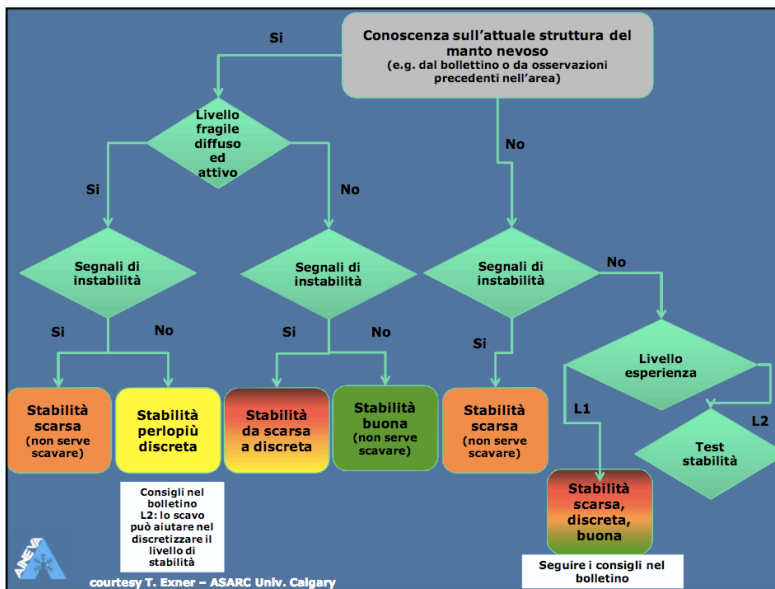 Conoscenza sull'attuale struttura del
manto nevoso
(e.g. dal bollettino o da osservazioni
precedenti nell'area)
Si
No
Livello
fragile
diffuso
ed
attivo
Si
No
Segnali di
instabilità
Segnali di
instabilità
Segnali di
instabilità
No
Si
No
Si
No
Si
Livello
esperienza
L1
L2
Stabilità
scarsa
(non serve
scavare)
Stabilità
perlopiù
discreta
Stabilità
da scarsa
a discreta
Stabilità
buona
(non serve
scavare)
Stabilità
scarsa
(non serve
scavare)
Test
stabilità
Stabilità
scarsa,
discreta,
buona
Consigli nel
bolletino
L2: lo scavo
può aiutare nel
discretizzare il
livello di
stabilità
Seguire i consigli nel
bolletino
AINEVA
courtesy T. Exner – ASARC Univ. Calgary